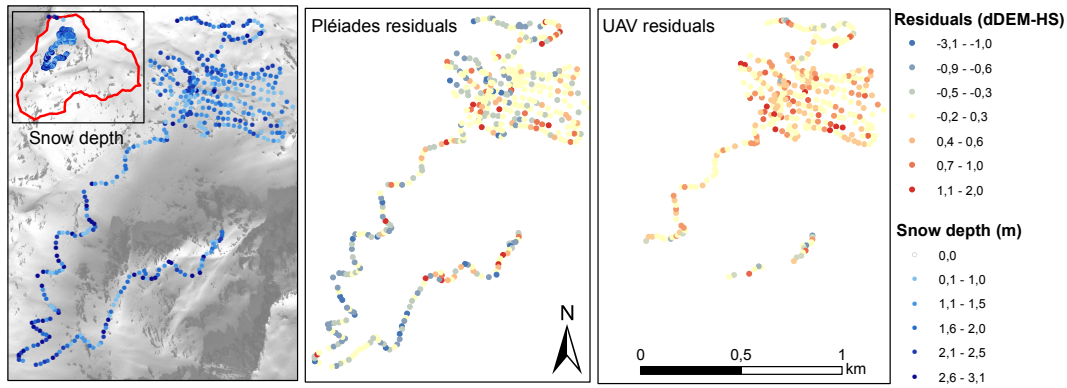 Snow depth
Pléiades residuals
N
UAV residuals
0
0,5
1
km
Residuals (dDEM-HS)
-3,1 - -1,0
-0,9 - -0,6
-0,5 - -0,3
-0,2 - 0,3
0,4 - 0,6
0,7 - 1,0
1,1 - 2,0
Snow depth (m)
0,0
0,1 - 1,0
1,1 - 1,5
1,6 - 2,0
2,1 - 2,5
2,6 - 3,1